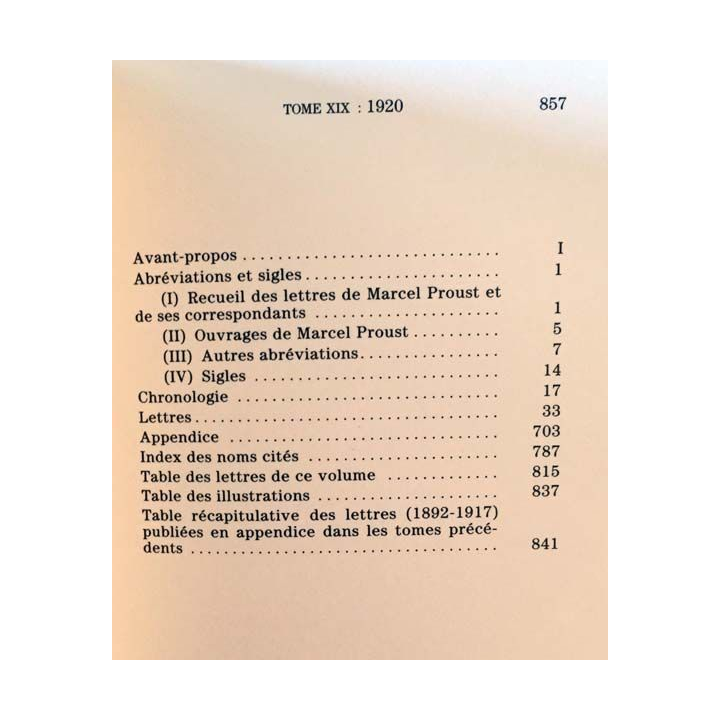 TOME XIX : 1920 857
Avant-propos ............................. I
Abréviations et sigles ...................... 1
(I) Recueil des lettres de Marcel Proust et
de ses correspondants ..................... 1
(II) Ouvrages de Marcel Proust .......... 5
(III) Autres abréviations ................ 7
(IV) Sigles ............................ 14
Chronologie .............................. 17
Lettres .................................. 33
Appendice ............................... 703
Index des noms cités ...................... 787
Table des lettres de ce volume ............. 815
Table des illustrations ..................... 837
Table récapitulative des lettres (1892-1917)
publiées en appendice dans les tomes précé-
dents ................................... 841